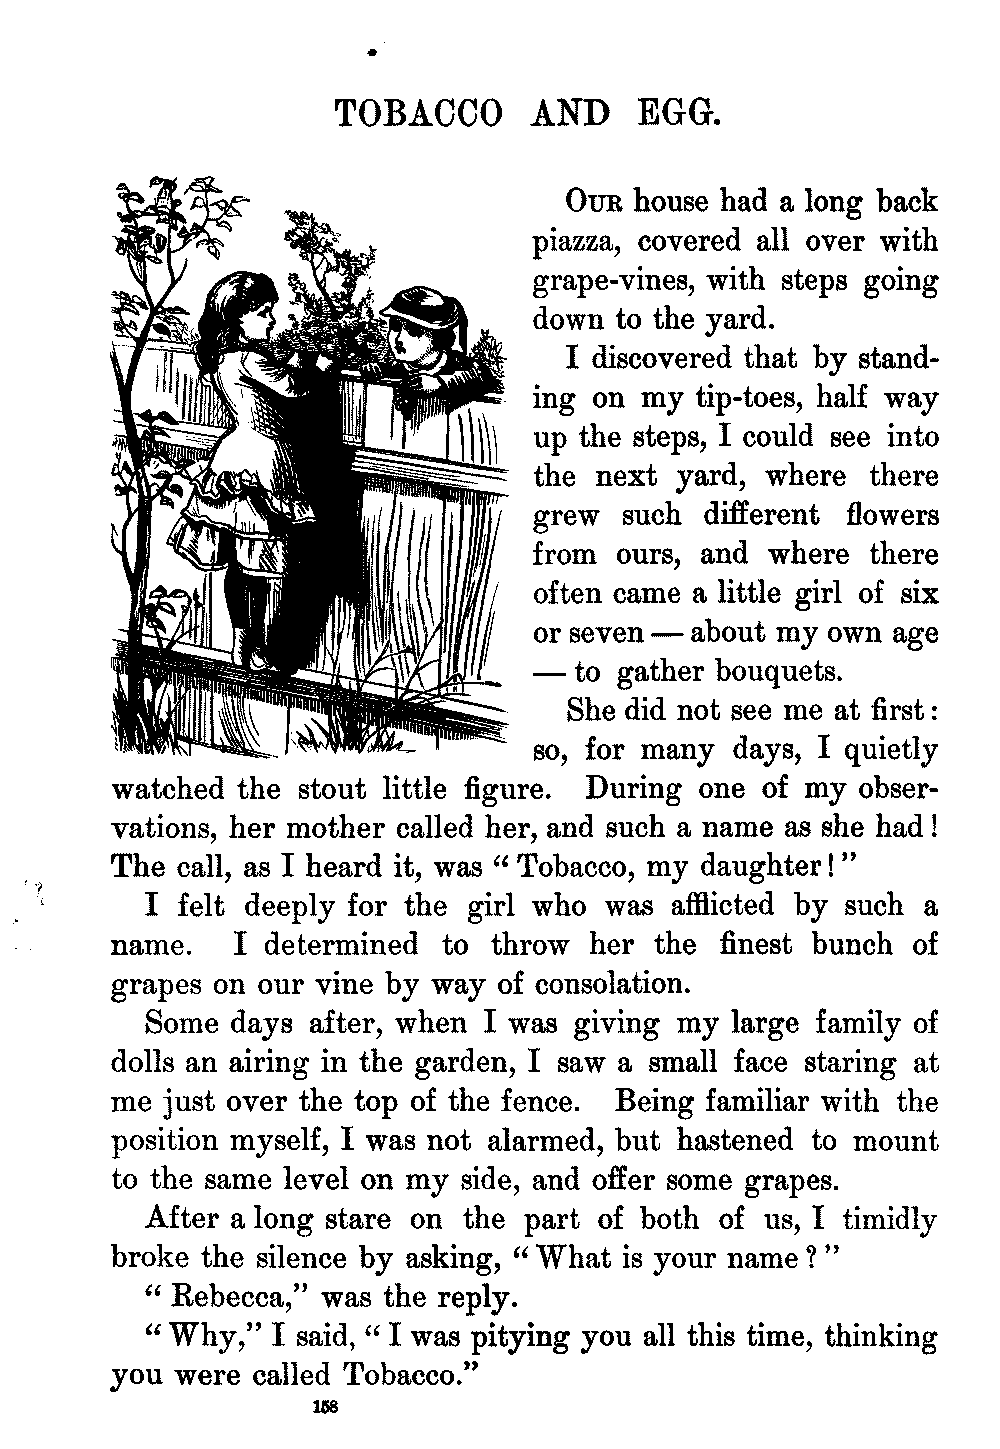 TOBACCO AND EGG.
OUR house had a long back
piazza, covered all over with
grape-vines, with steps going
down to the yard.
I discovered that by stand-
ing on my tip-toes, half way
up the steps, I could see into
the next yard, where there
grew such different flowers
from ours, and where there
often came a little girl of six
or seven — about my own age
— to gather bouquets.
She did not see me at first:
so, for many days, I quietly
watched the stout little figure. During one of my obser-
vations, her mother called her, and such a name as she had!
The call, as I heard it, was “Tobacco, my daughter!”
I felt deeply for the girl who was afflicted by such a
name. I determined to throw her the finest bunch of
grapes on our vine by way of consolation.
Some days after, when I was giving my large family of
dolls an airing in the garden, I saw a small face staring at
me just over the top of the fence. Being familiar with the
position myself, I was not alarmed, but hastened to mount
to the same level on my side, and offer some grapes.
After a long stare on the part of both of us, I timidly
broke the silence by asking, “What is your name?”
“Rebecca,” was the reply.
“Why,” I said, “I was pitying you all this time, thinking
you were called Tobacco.”
158